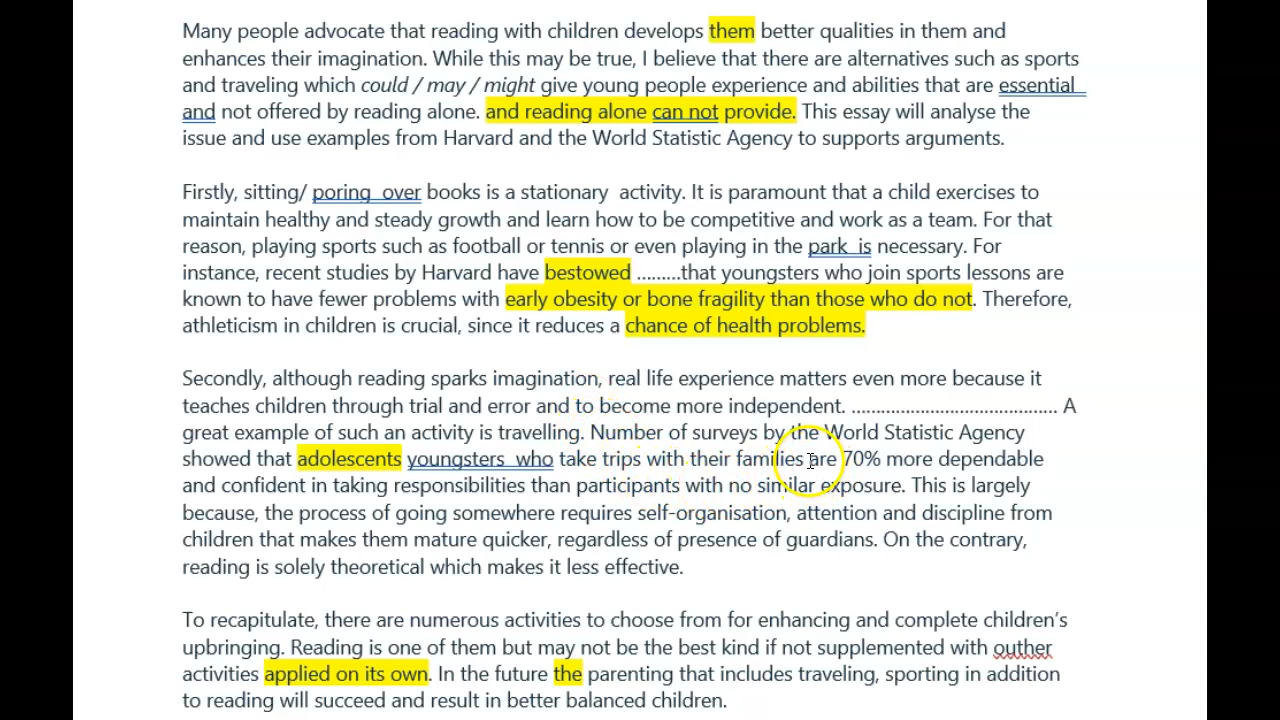 Many people advocate that reading with children develops them better qualities in them and
enhances their imagination. While this may be true, I believe that there are alternatives such as sports
and traveling which could / may / might give young people experience and abilities that are essential
and not offered by reading alone. and reading alone can not provide. This essay will analyse the
issue and use examples from Harvard and the World Statistic Agency to supports arguments.
Firstly, sitting/ poring  over books is a stationary  activity. It is paramount that a child exercises to
maintain healthy and steady growth and learn how to be competitive and work as a team. For that
reason, playing sports such as football or tennis or even playing in the park  is necessary. For
instance, recent studies by Harvard have bestowed .........that youngsters who join sports lessons are
known to have fewer problems with early obesity or bone fragility than those who do not. Therefore,
athleticism in children is crucial, since it reduces a chance of health problems.
Secondly, although reading sparks imagination, real life experience matters even more because it
teaches children through trial and error and to become more independent. .......................................... A
great example of such an activity is travelling. Number of surveys by the World Statistic Agency
showed that adolescents youngsters  who take trips with their families are 70% more dependable
and confident in taking responsibilities than participants with no similar exposure. This is largely
because, the process of going somewhere requires self-organisation, attention and discipline from
children that makes them mature quicker, regardless of presence of guardians. On the contrary,
reading is solely theoretical which makes it less effective.
To recapitulate, there are numerous activities to choose from for enhancing and complete children's
upbringing. Reading is one of them but may not be the best kind if not supplemented with outher
activities applied on its own. In the future the parenting that includes traveling, sporting in addition
to reading will succeed and result in better balanced children.